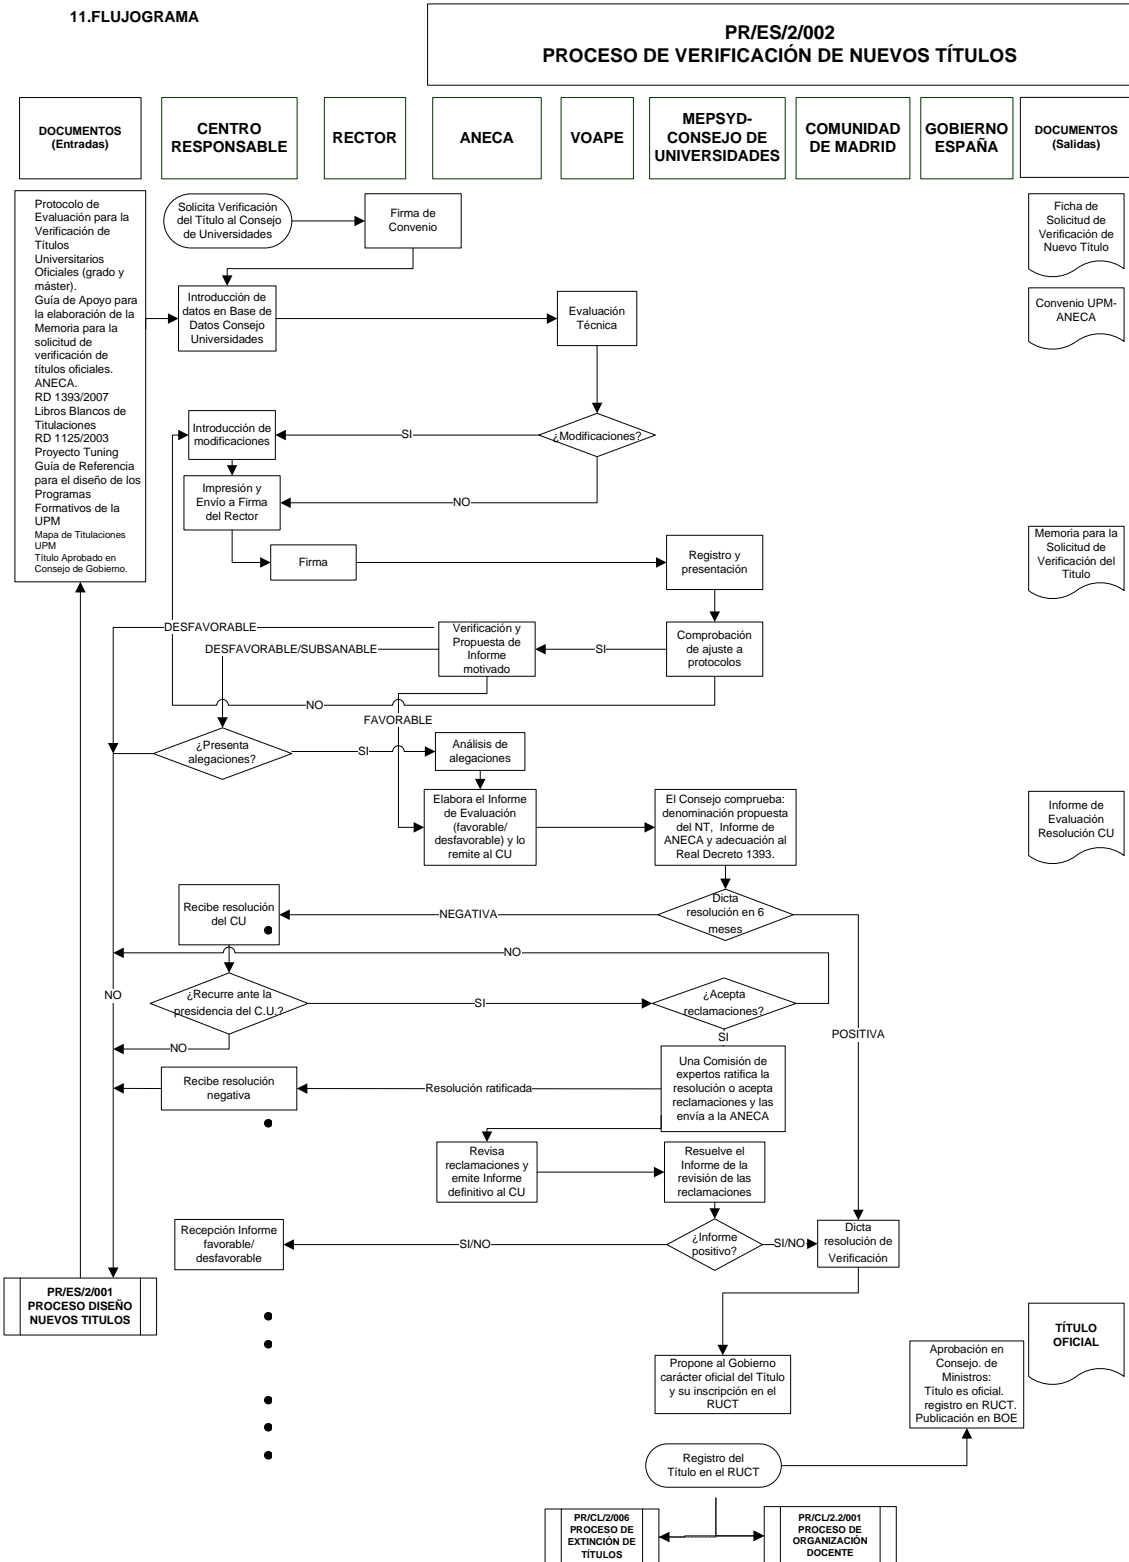 11.FLUJOGRAMA
PR/ES/2/002
PROCESO DE VERIFICACIÓN DE NUEVOS TÍTULOS
DOCUMENTOS
(Entradas)
CENTRO
RESPONSABLE
RECTOR
ANECA
VOAPE
MEPSYD-
CONSEJO DE
UNIVERSIDADES
COMUNIDAD
DE MADRID
GOBIERNO
ESPAÑA
DOCUMENTOS
(Salidas)
Protocolo de
Evaluación para la
Verificación de
Títulos
Universitarios
Oficiales (grado y
máster).
Guía de Apoyo para
la elaboración de la
Memoria para la
solicitud de
verificación de
títulos oficiales.
ANECA.
RD 1393/2007
Libros Blancos de
Titulaciones
RD 1125/2003
Proyecto Tuning
Guía de Referencia
para el diseño de los
Programas
Formativos de la
UPM
Mapa de Titulaciones
UPM
Título Aprobado en
Consejo de Gobierno.
Solicita Verificación
del Título al Consejo
de Universidades
Firma de
Convenio
Ficha de
Solicitud de
Verificación de
Nuevo Título
Introducción de
datos en Base de
Datos Consejo
Universidades
Evaluación
Técnica
Convenio UPM-
ANECA
Introducción de
modificaciones
SI
¿Modificaciones?
Impresión y
Envío a Firma
del Rector
NO
Firma
Registro y
presentación
Memoria para la
Solicitud de
Verificación del
Titulo
DESFAVORABLE
DESFAVORABLE/SUBSANABLE
Verificación y
Propuesta de
Informe
motivado
SI
Comprobación
de ajuste a
protocolos
NO
FAVORABLE
¿Presenta
alegaciones?
SI
Análisis de
alegaciones
Elabora el Informe
de Evaluación
(favorable/
desfavorable) y lo
remite al CU
El Consejo comprueba:
denominación propuesta
del NT, Informe de
ANECA y adecuación al
Real Decreto 1393.
Informe de
Evaluación
Resolución CU
Recibe resolución
del CU
NEGATIVA
Dicta
resolución en 6
meses
NO
NO
¿Recurre ante la
presidencia del C.U.?
SI
¿Acepta
reclamaciones?
SI
POSITIVA
NO
Recibe resolución
negativa
Resolución ratificada
Una Comisión de
expertos ratifica la
resolución o acepta
reclamaciones y las
envía a la ANECA
Revisa
reclamaciones y
emite Informe
definitivo al CU
Resuelve el
Informe de la
revisión de las
reclamaciones
Recepción Informe
favorable/
desfavorable
SI/NO
¿Informe
positivo?
SI/NO
Dicta
resolución de
Verificación
PR/ES/2/001
PROCESO DISEÑO
NUEVOS TITULOS
TÍTULO
OFICIAL
Propone al Gobierno
carácter oficial del Título
y su inscripción en el
RUCT
Aprobación en
Consejo. de
Ministros:
Título es oficial.
registro en RUCT.
Publicación en BOE
Registro del
Título en el RUCT
PR/CL/2/006
PROCESO DE
EXTINCIÓN DE
TÍTULOS
PR/CL/2.2/001
PROCESO DE
ORGANIZACIÓN
DOCENTE